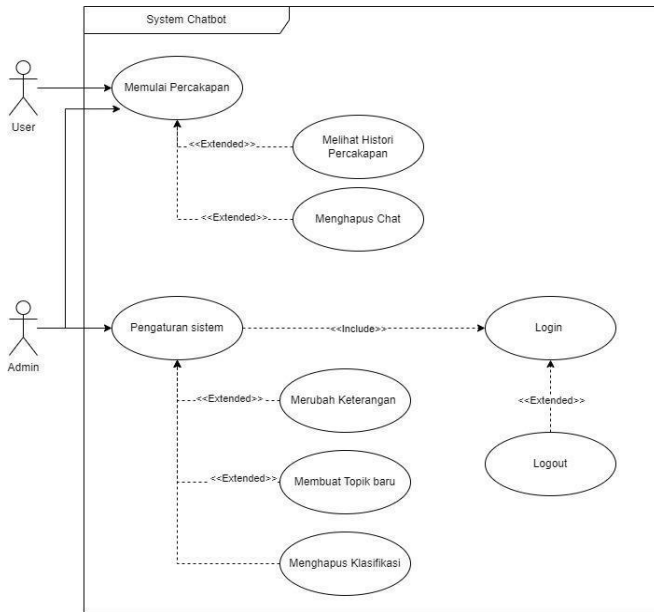 System Chatbot
Memulai Percakapan
User
<<Extended>>
Melihat Histori
Percakapan
<<Extended>>
Menghapus Chat
Pengaturan sistem
<<Include>>
Login
Admin
<<Extended>>
Merubah Keterangan
<<Extended>>
Logout
<<Extended>>
Membuat Topik baru
Menghapus Klasifikasi